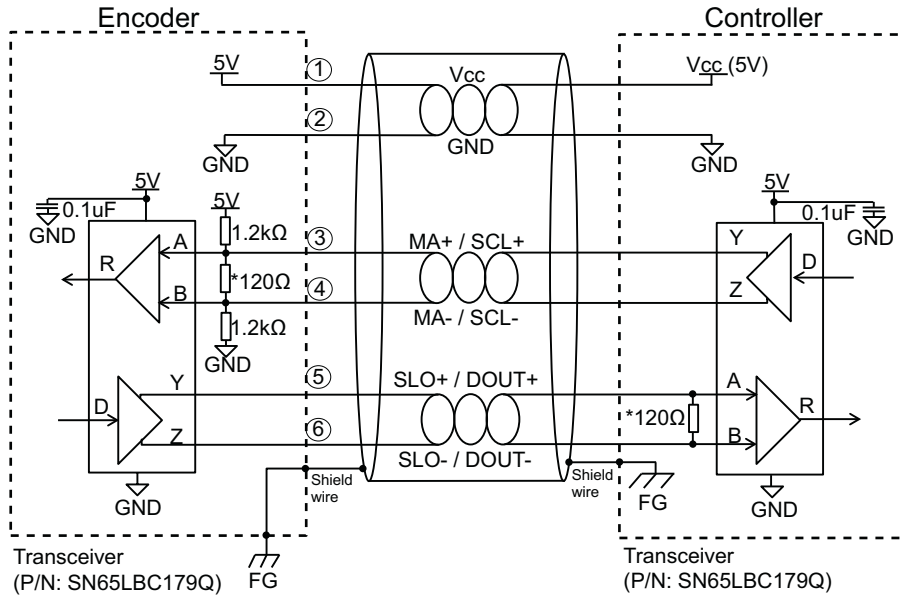 Encoder
Controller
5V
①
Vcc
Vcc (5V)
②
GND
GND
GND
5V
0.1uF
GND
5V
1.2kΩ
③
MA+ / SCL+
5V
0.1uF
GND
A
R
B
*120Ω
④
MA- / SCL-
Y
D
Z
1.2kΩ
GND
⑤
SLO+ / DOUT+
Y
D
Z
⑥
SLO- / DOUT-
*120Ω
A
R
B
GND
Shield
wire
Shield
wire
FG
GND
FG
Transceiver
(P/N: SN65LBC179Q)
Transceiver
(P/N: SN65LBC179Q)